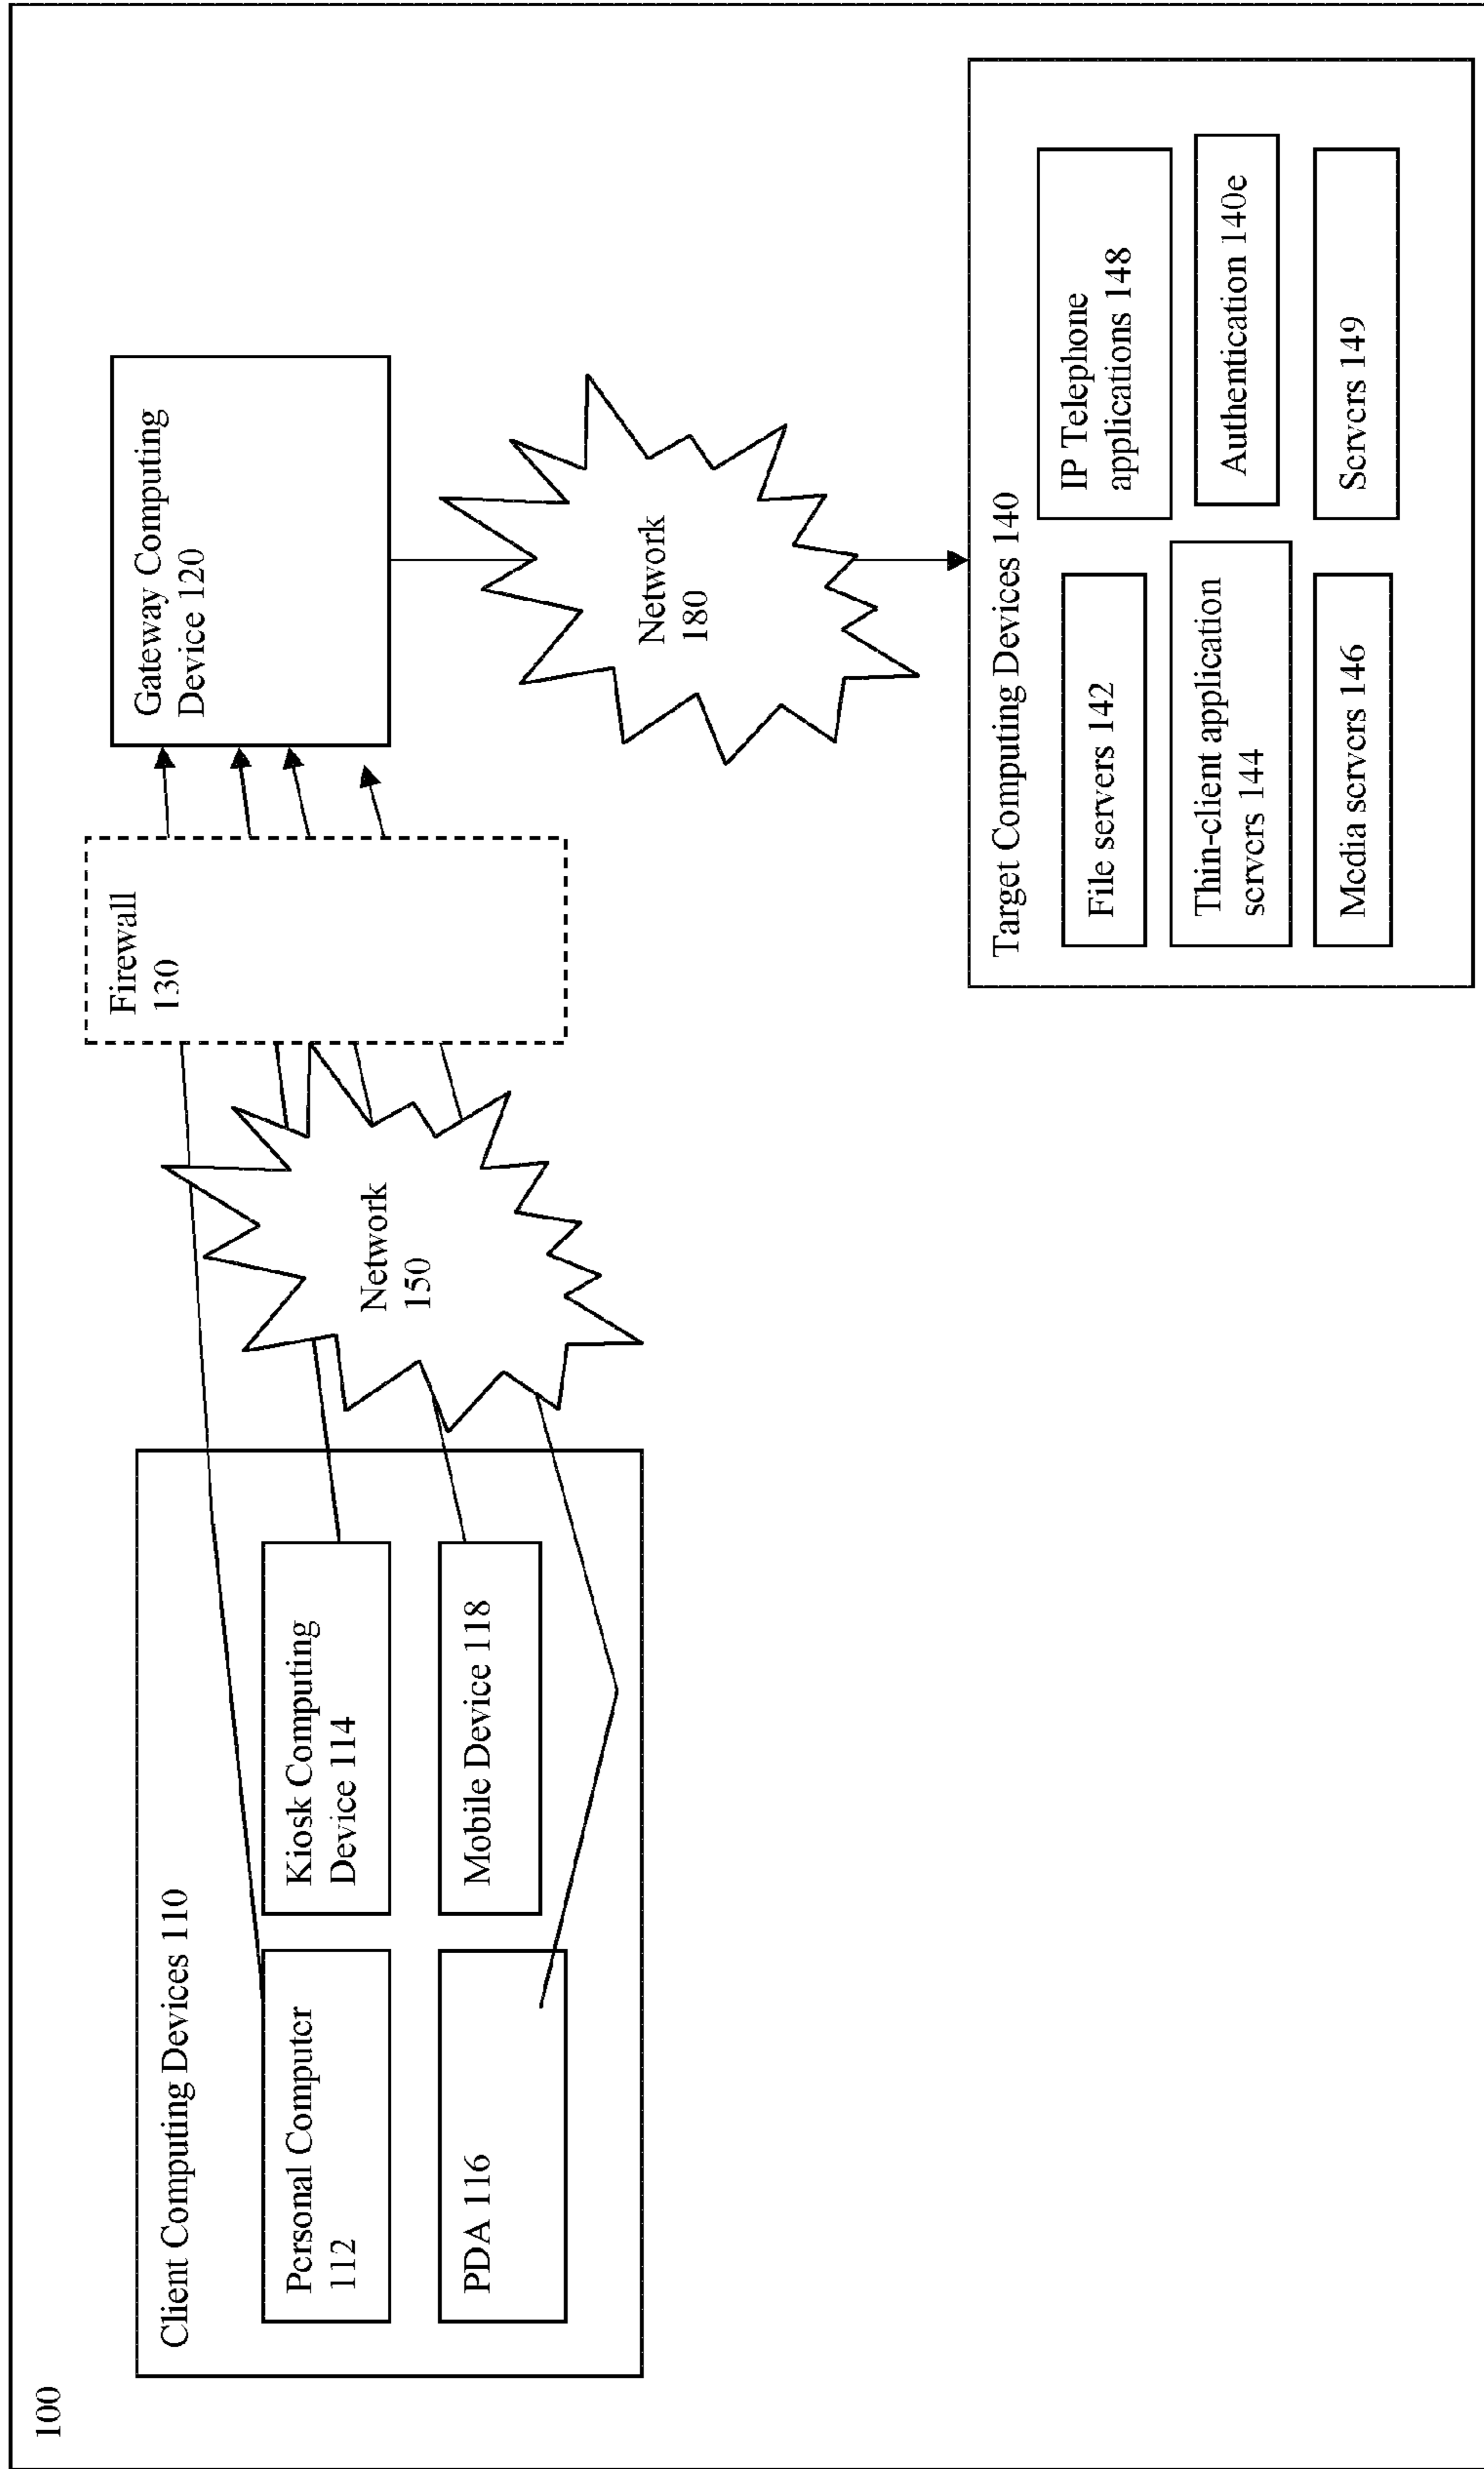 100
Client Computing Devices 110
Personal Computer
112
Kiosk Computing
Device 114
PDA 116
Mobile Device 118
Network
150
Firewall
130
Gateway Computing
Device 120
Network
180
Target Computing Devices 140
File servers 142
IP Telephone
applications 148
Thin-client application
servers 144
Authentication 140e
Media servers 146
Servers 149